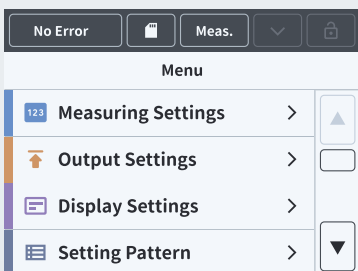 No Error
Meas.
Menu
123 Measuring Settings
Output Settings
Display Settings
Setting Pattern